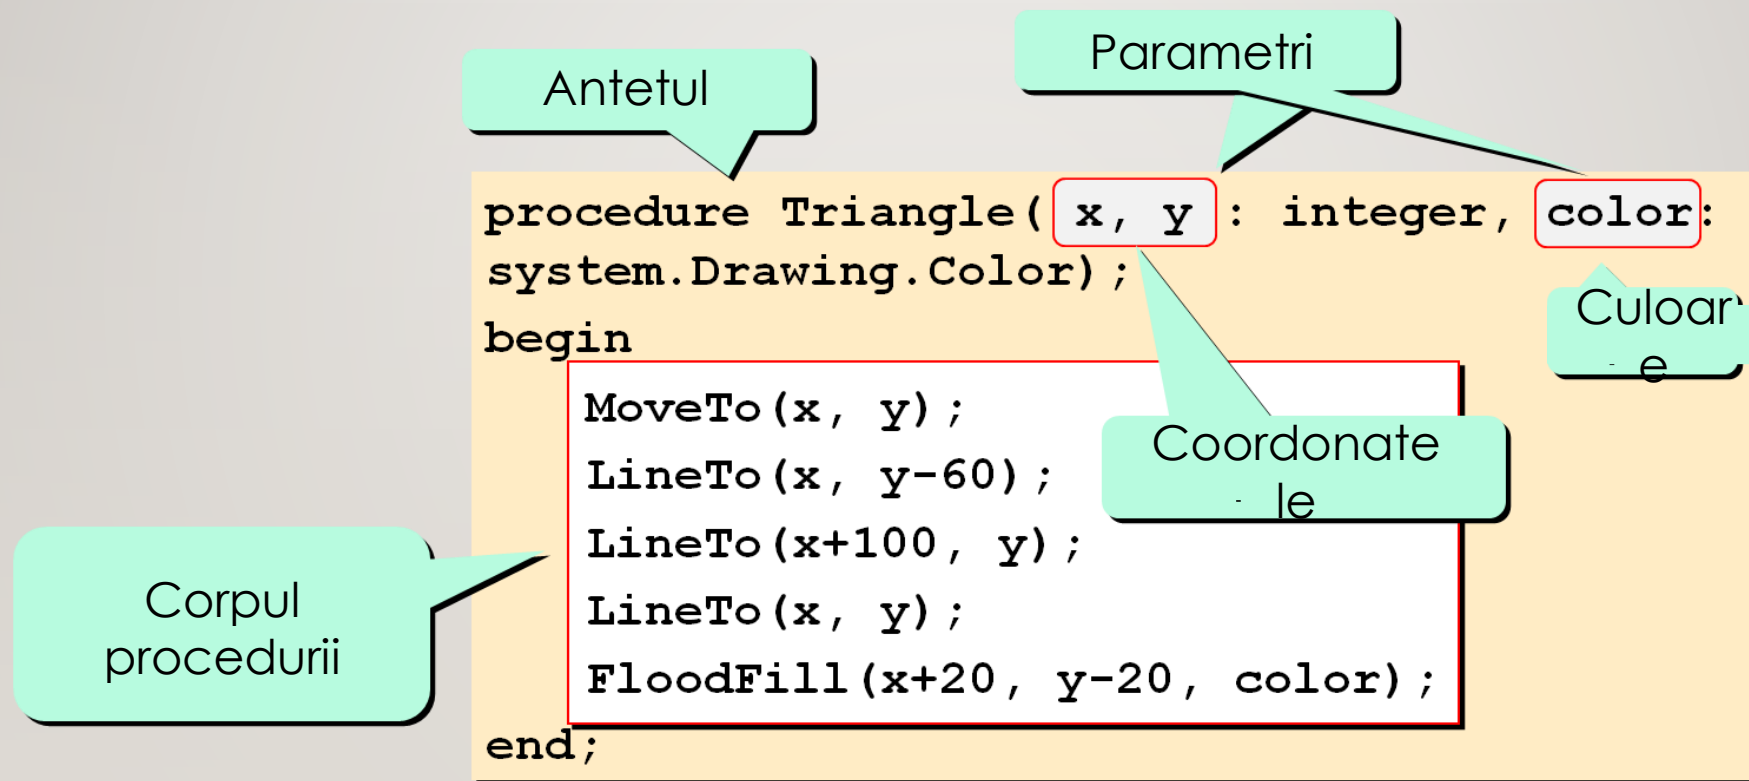 Parametri
Antetul
procedure Triangle( x, y : integer, color:
system.Drawing.Color);
Culoar
e
begin
MoveTo(x, y);
Coordonate
le
LineTo(x, y-60);
LineTo(x+100, y);
Corpul
procedurii
LineTo(x, y);
FloodFill(x+20, y-20, color);
end;